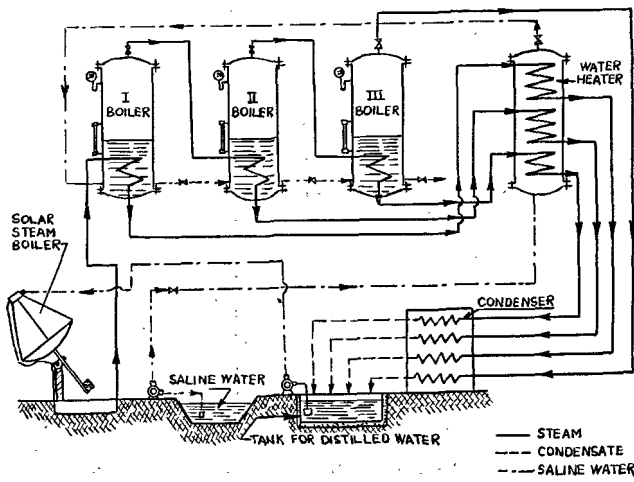 I
BOILER
II
BOILER
III
BOILER
WATER
HEATER
SOLAR
STEAM
BOILER
CONDENSER
SALINE WATER
TANK FOR DISTILLED WATER
STEAM
CONDENSATE
SALINE WATER